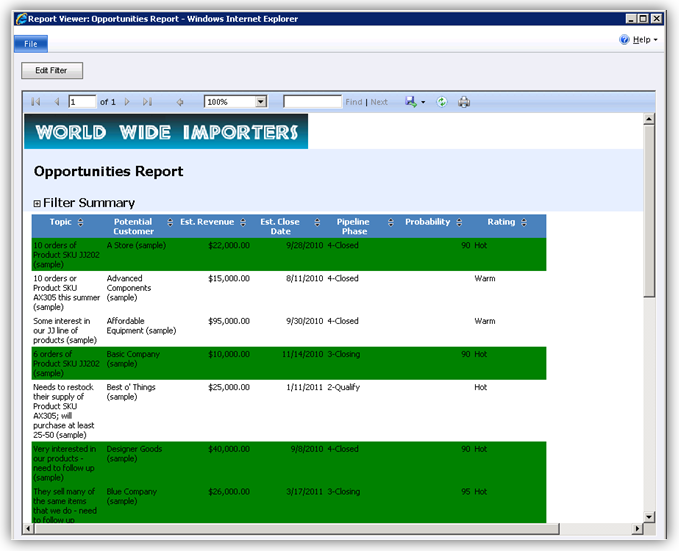 Report Viewer: Opportunities Report - Windows Internet Explorer
File
Help
Edit Filter
1 of 1 100% Find | Next
WORLD WIDE IMPORTERS
Opportunities Report
Filter Summary
Topic Potential Customer Est. Revenue Est. Close Date Pipeline Phase Probability Rating
10 orders of A Store (sample) $22,000.00 9/28/2010 4-Closed 90 Hot
Product SKU JJ202
(sample)
10 orders or Advanced $15,000.00 8/11/2010 4-Closed Warm
Product SKU Components
AX305 this summer (sample)
(sample)
Some interest in Affordable $95,000.00 9/30/2010 4-Closed Warm
our JJ line of Equipment (sample)
products (sample)
6 orders of Basic Company $10,000.00 11/14/2010 3-Closing 90 Hot
Product SKU JJ202 (sample)
(sample)
Needs to restock Best o' Things $25,000.00 1/11/2011 2-Qualify Hot
their supply of (sample)
Product SKU
AX305; will
purchase at least
25-50 (sample)
Very interested in Designer Goods $40,000.00 9/8/2010 4-Closed 90 Hot
our products - (sample)
need to follow up
(sample)
They sell many of Blue Company $26,000.00 3/17/2011 3-Closing 95 Hot
the same items (sample)
that we do - need
to follow up